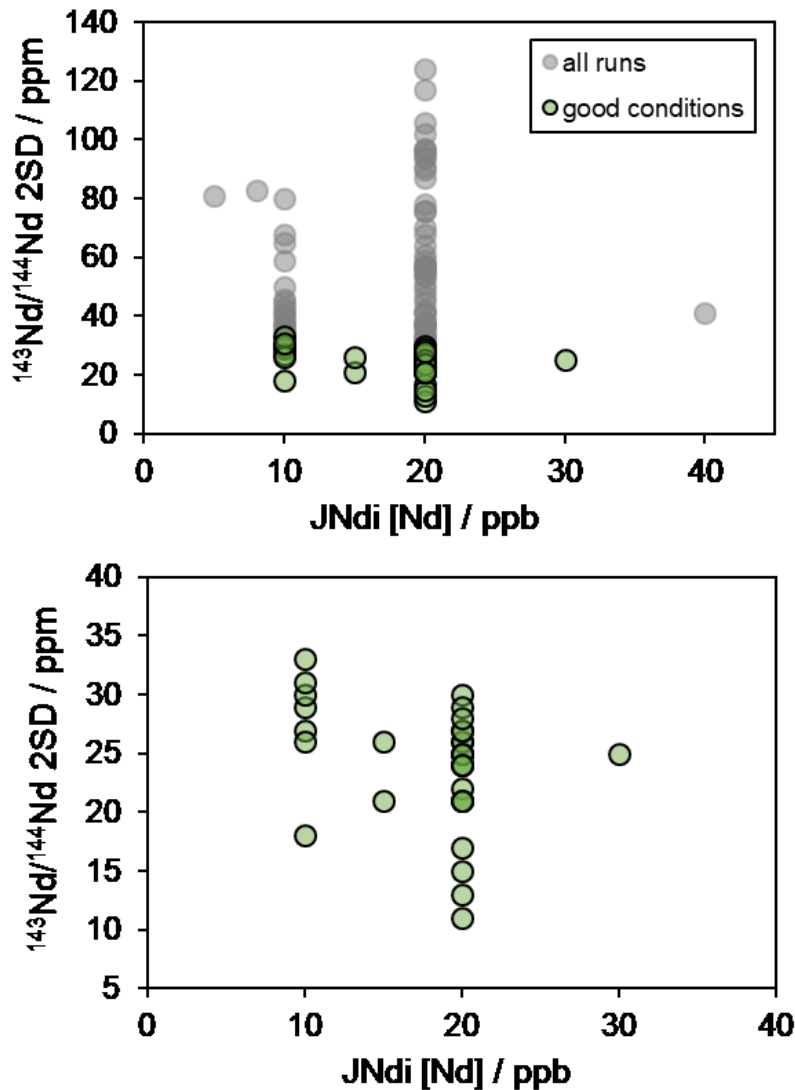 140
120
100
80
60
40
20
0
¹⁴³Nd/¹⁴⁴Nd 2SD / ppm
all runs
good conditions
0 10 20 30 40
JNdi [Nd] / ppb
40
35
30
25
20
15
10
5
¹⁴³Nd/¹⁴⁴Nd 2SD / ppm
0 10 20 30 40
JNdi [Nd] / ppb